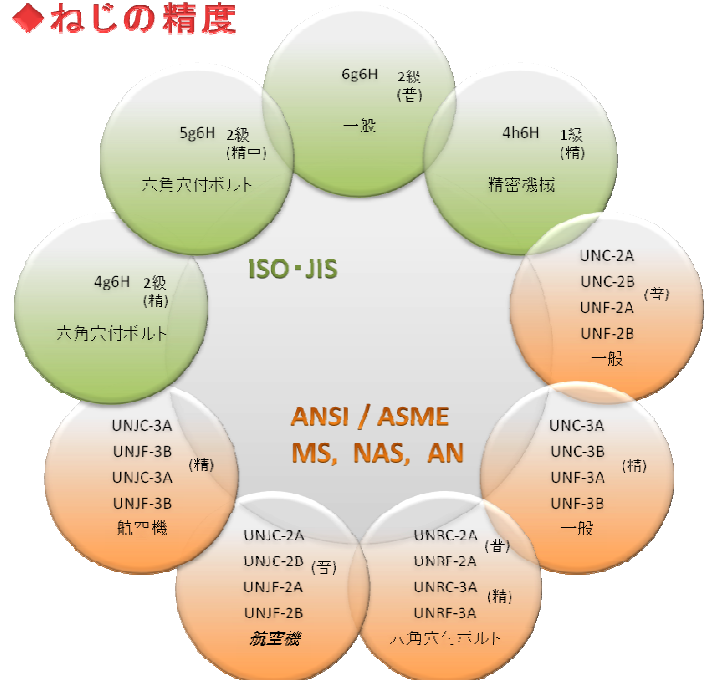 ◆ねじの精度
6g6H 2級
(普)
一般
4h6H 1級
(精)
精密機械
5g6H 2級
(精中)
六角穴付ボルト
4g6H 2級
(精)
六角穴付ボルト
ISO・JIS
UNC-2A
UNC-2B
(普)
UNF-2A
UNF-2B
一般
UNC-3A
UNC-3B
(精)
UNF-3A
UNF-3B
一般
ANSI / ASME
MS, NAS, AN
UNJC-3A
UNJF-3B
(精)
UNJC-3A
UNJF-3B
航空機
UNJC-2A
UNJC-2B
(普)
UNJF-2A
UNJF-2B
航空機
UNRC-2A
(普)
UNRF-2A
UNRC-3A
(精)
UNRF-3A
六角穴付ボルト